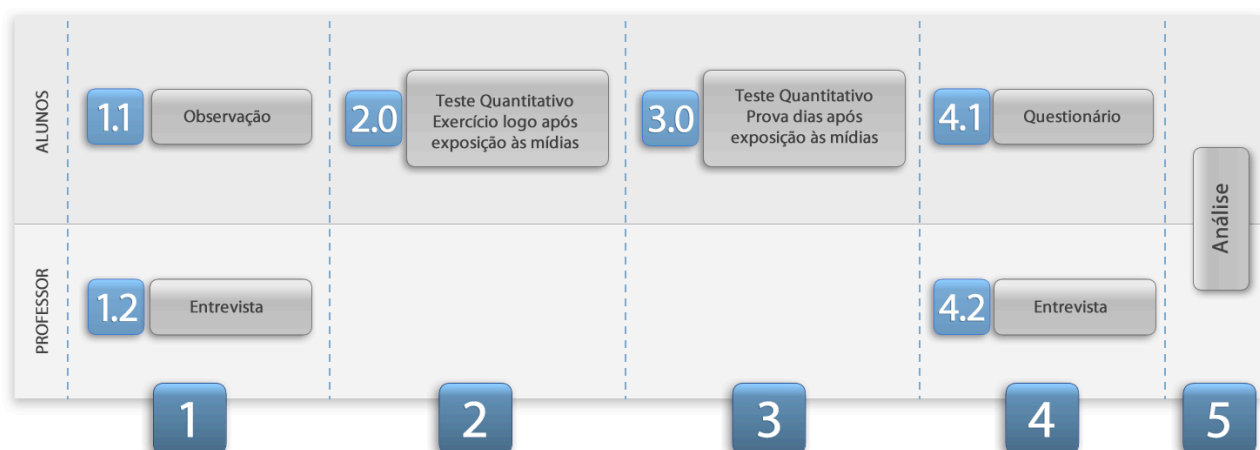 ALUNOS
1.1
Observação
2.0
Teste Quantitativo
Exercício logo após
exposição às mídias
3.0
Teste Quantitativo
Prova dias após
exposição às mídias
4.1
Questionário
Análise
PROFESSOR
1.2
Entrevista
4.2
Entrevista
1
2
3
4
5